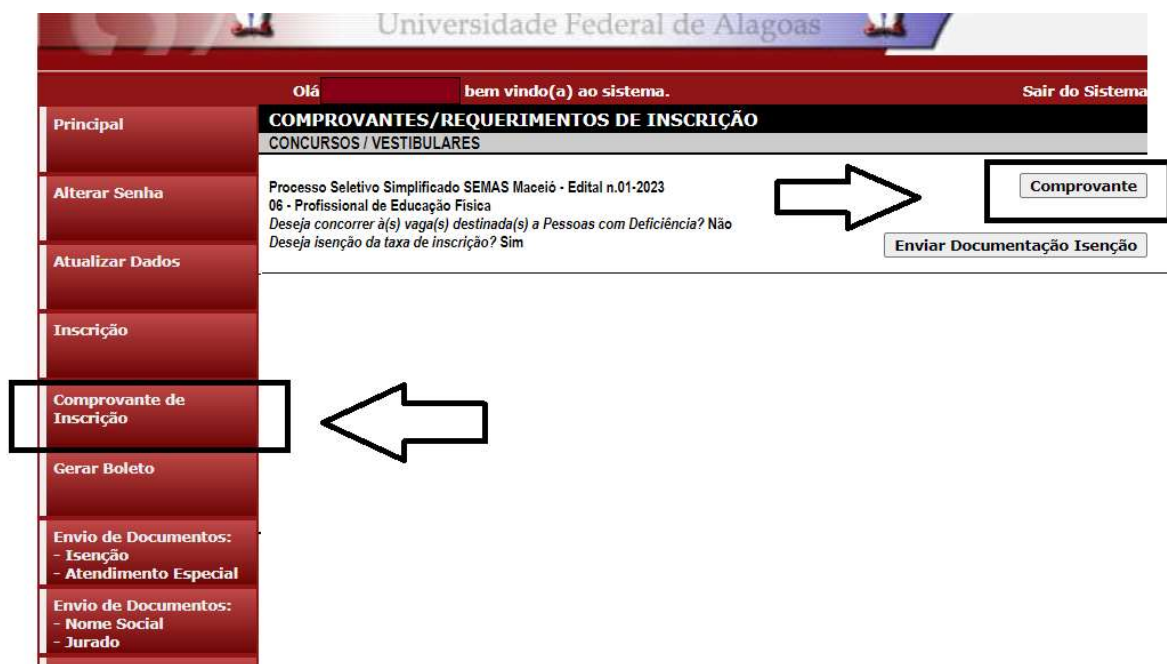 Universidade Federal de Alagoas
Olá bem vindo(a) ao sistema.
Sair do Sistema
Principal
Alterar Senha
Atualizar Dados
Inscrição
Comprovante de
Inscrição
Gerar Boleto
Envio de Documentos:
- Isenção
- Atendimento Especial
Envio de Documentos:
- Nome Social
- Jurado
COMPROVANTES/REQUERIMENTOS DE INSCRIÇÃO
CONCURSOS / VESTIBULARES
Processo Seletivo Simplificado SEMAS Maceió - Edital n.01-2023
06 - Profissional de Educação Física
Deseja concorrer à(s) vaga(s) destinada(s) a Pessoas com Deficiência? Não
Deseja isenção da taxa de inscrição? Sim
Comprovante
Enviar Documentação Isenção